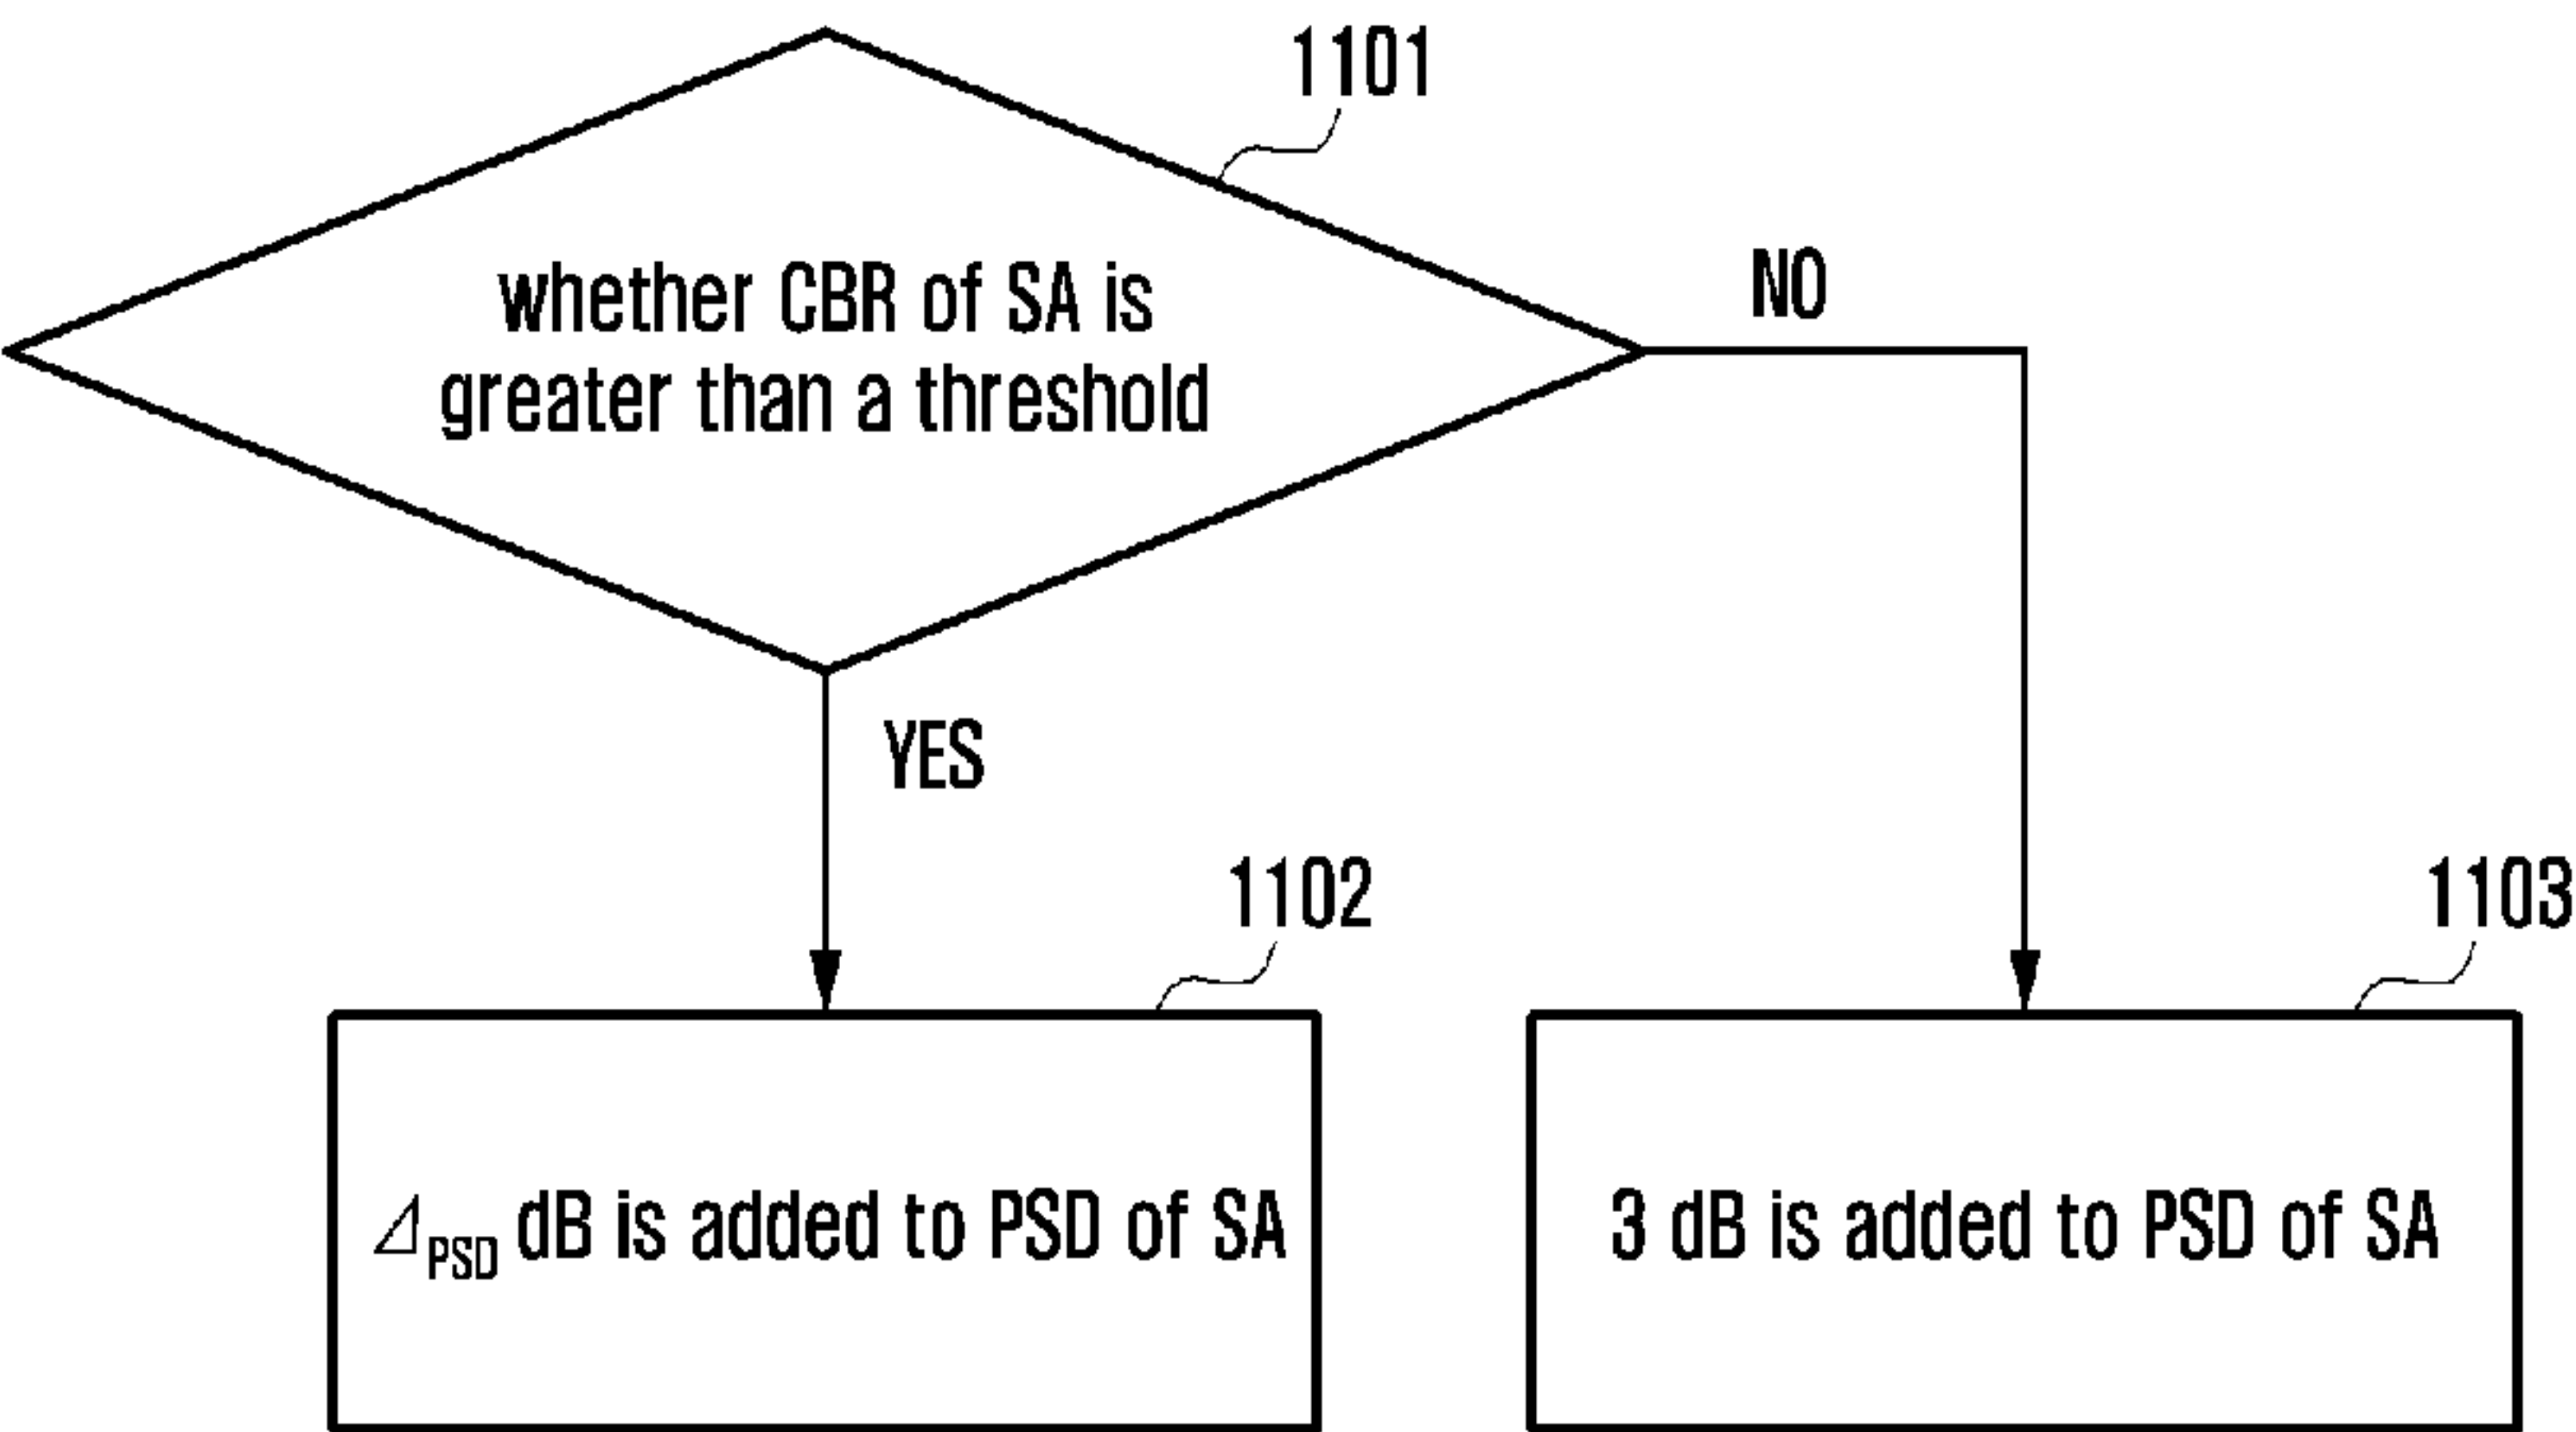 1101
whether CBR of SA is
greater than a threshold
NO
YES
1102
1103
⊿PSD dB is added to PSD of SA
3 dB is added to PSD of SA